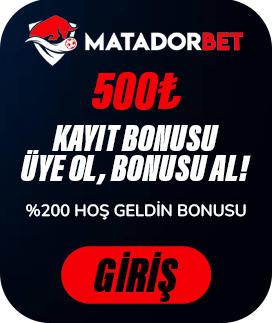 MATADORBET
500₺
KAYIT BONUSU
ÜYE OL, BONUSU AL!
%200 HOŞ GELDİN BONUSU
GİRİŞ